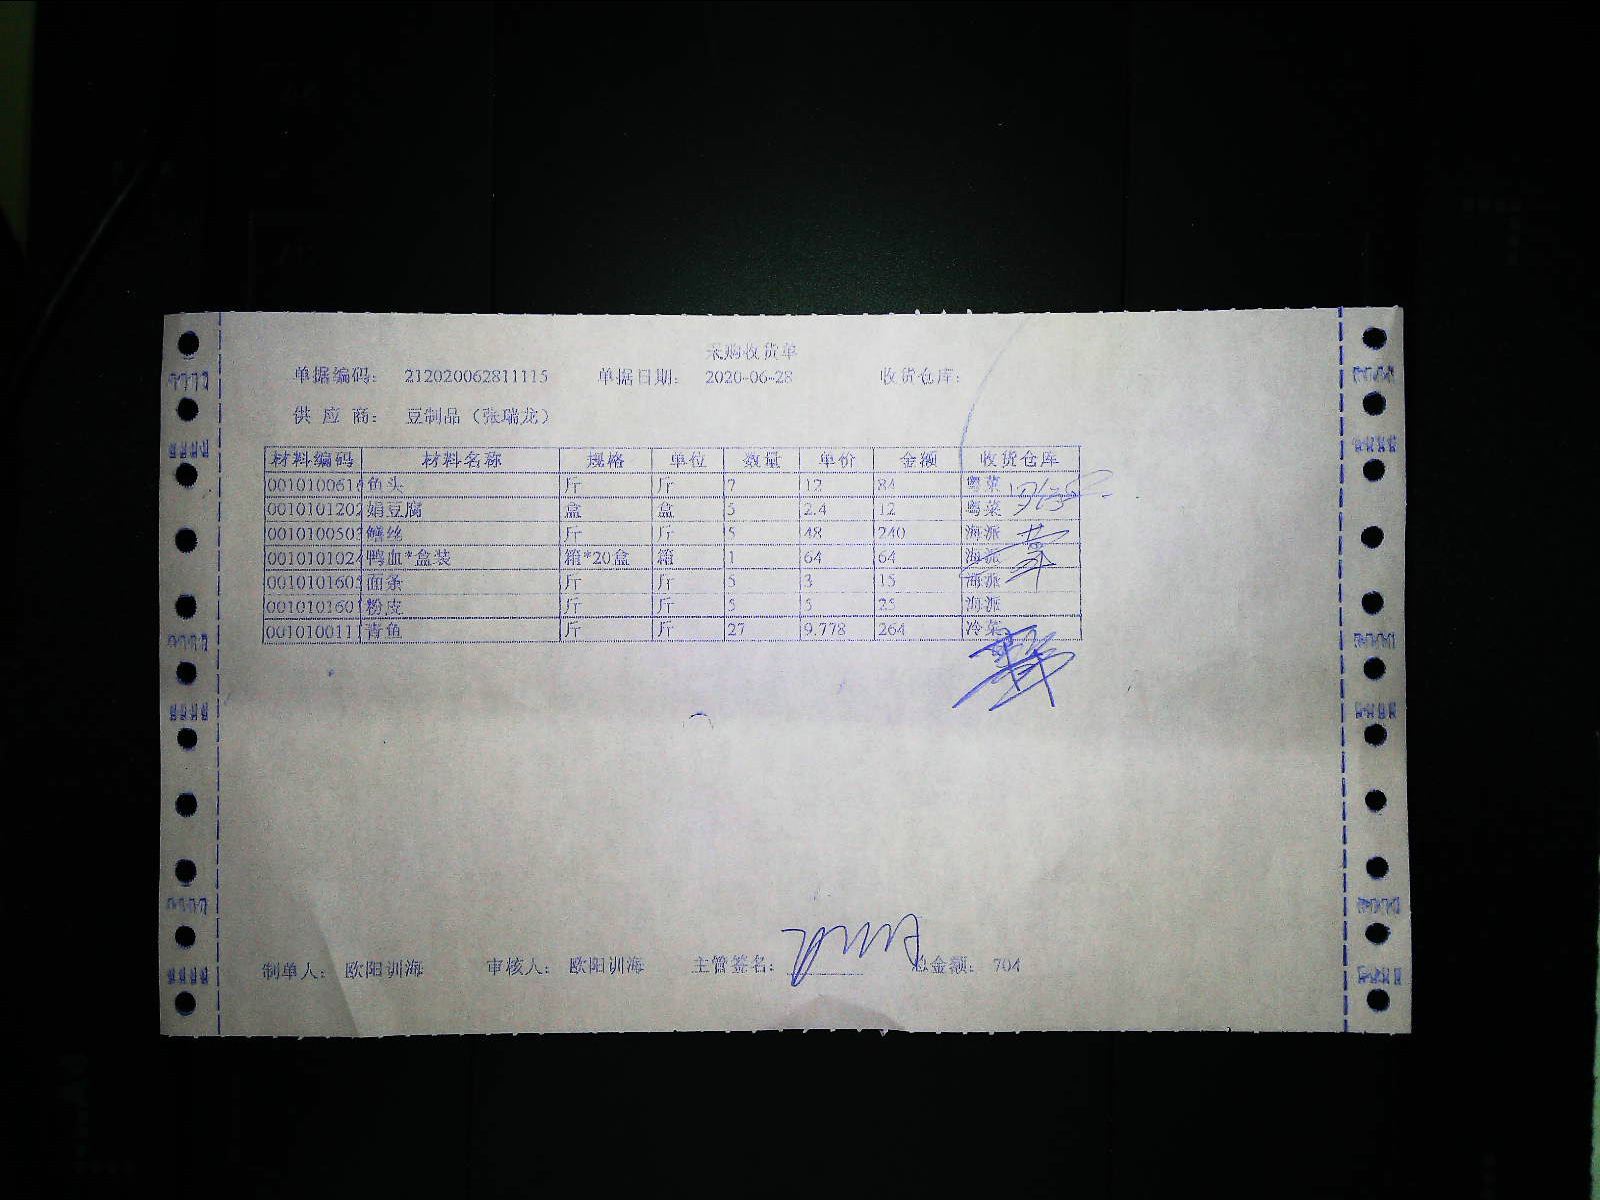 采购收货单
单据编码： 212020062811115 单据日期： 2020-06-28 收货仓库：
供 应 商： 豆制品（张瑞龙）
材料编码 材料名称 规格 单位 数量 单价 金额 收货仓库
001010061 鱼头 斤 斤 7 12 84 粤菜
0010101202 娟豆腐 盒 盒 5 2.4 12 粤菜
001010050 鳝丝 斤 斤 5 48 240 海派
001010102 鸭血*盒装 箱*20盒 箱 1 64 64 海派
001010160 面条 斤 斤 5 3 15 海派
001010160 粉皮 斤 斤 5 5 25 海派
001010011 青鱼 斤 斤 27 9.778 264 冷菜
制单人： 欧阳训海 审核人： 欧阳训海 主管签名： 总金额： 704